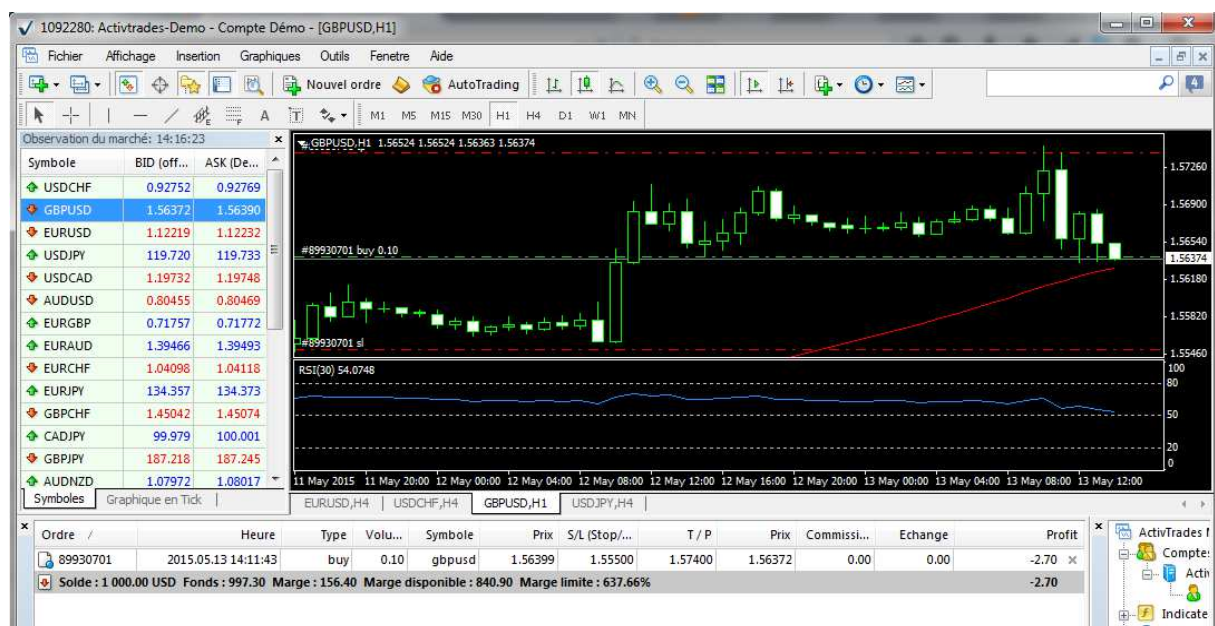 1092280: Activtrades-Demo - Compte Démo - [GBPUSD,H1]
Fichier Affichage Insertion Graphiques Outils Fenetre Aide
Nouvel ordre AutoTrading
A T M1 M5 M15 M30 H1 H4 D1 W1 MN
Observation du marché: 14:16:23
Symbole BID (off... ASK (De...
USDCHF 0.92752 0.92769
GBPUSD 1.56372 1.56390
EURUSD 1.12219 1.12232
USDJPY 119.720 119.733
USDCAD 1.19732 1.19748
AUDUSD 0.80455 0.80469
EURGBP 0.71757 0.71772
EURAUD 1.39466 1.39493
EURCHF 1.04098 1.04118
EURJPY 134.357 134.373
GBPCHF 1.45042 1.45074
CADJPY 99.979 100.001
GBPJPY 187.218 187.245
AUDNZD 1.07972 1.08017
Symboles Graphique en Tick
GBPUSD,H1 1.56524 1.56524 1.56363 1.56374
#89930701 buy 0.10
#89930701 sl
1.57260
1.56900
1.56540
1.56374
1.56180
1.55820
1.55460
RSI(30) 54.0748
100
80
50
20
0
11 May 2015 11 May 20:00 12 May 00:00 12 May 04:00 12 May 08:00 12 May 12:00 12 May 16:00 12 May 20:00 13 May 00:00 13 May 04:00 13 May 08:00 13 May 12:00
EURUSD,H4 USDCHF,H4 GBPUSD,H1 USDJPY,H4
Ordre Heure Type Volu... Symbole Prix S/L (Stop/... T / P Prix Commissi... Echange Profit
89930701 2015.05.13 14:11:43 buy 0.10 gbpusd 1.56399 1.55500 1.57400 1.56372 0.00 0.00 -2.70
Solde : 1 000.00 USD Fonds : 997.30 Marge : 156.40 Marge disponible : 840.90 Marge limite : 637.66% -2.70
ActivTrades
Compte
Activ
Indicate